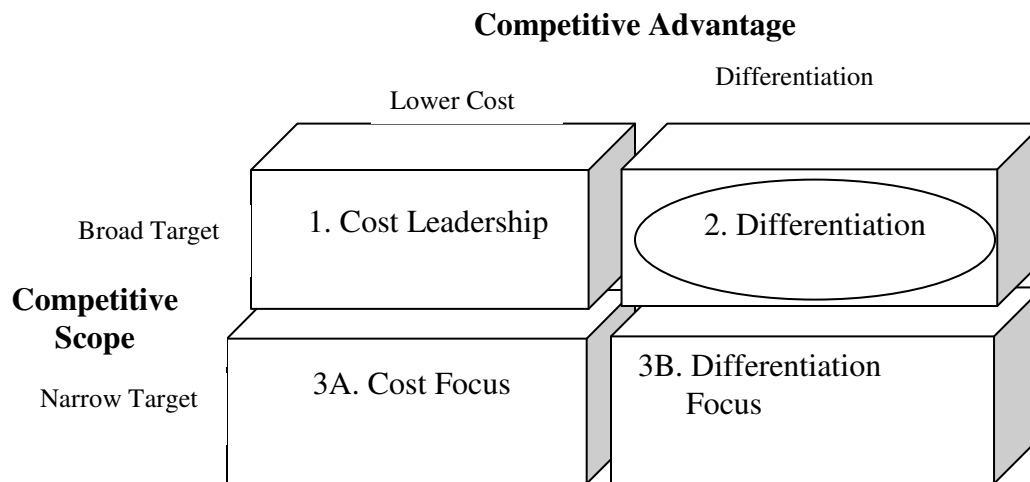 Competitive Advantage
Differentiation
Lower Cost
1. Cost Leadership
2. Differentiation
Broad Target
Competitive
Scope
3A. Cost Focus
3B. Differentiation
Focus
Narrow Target